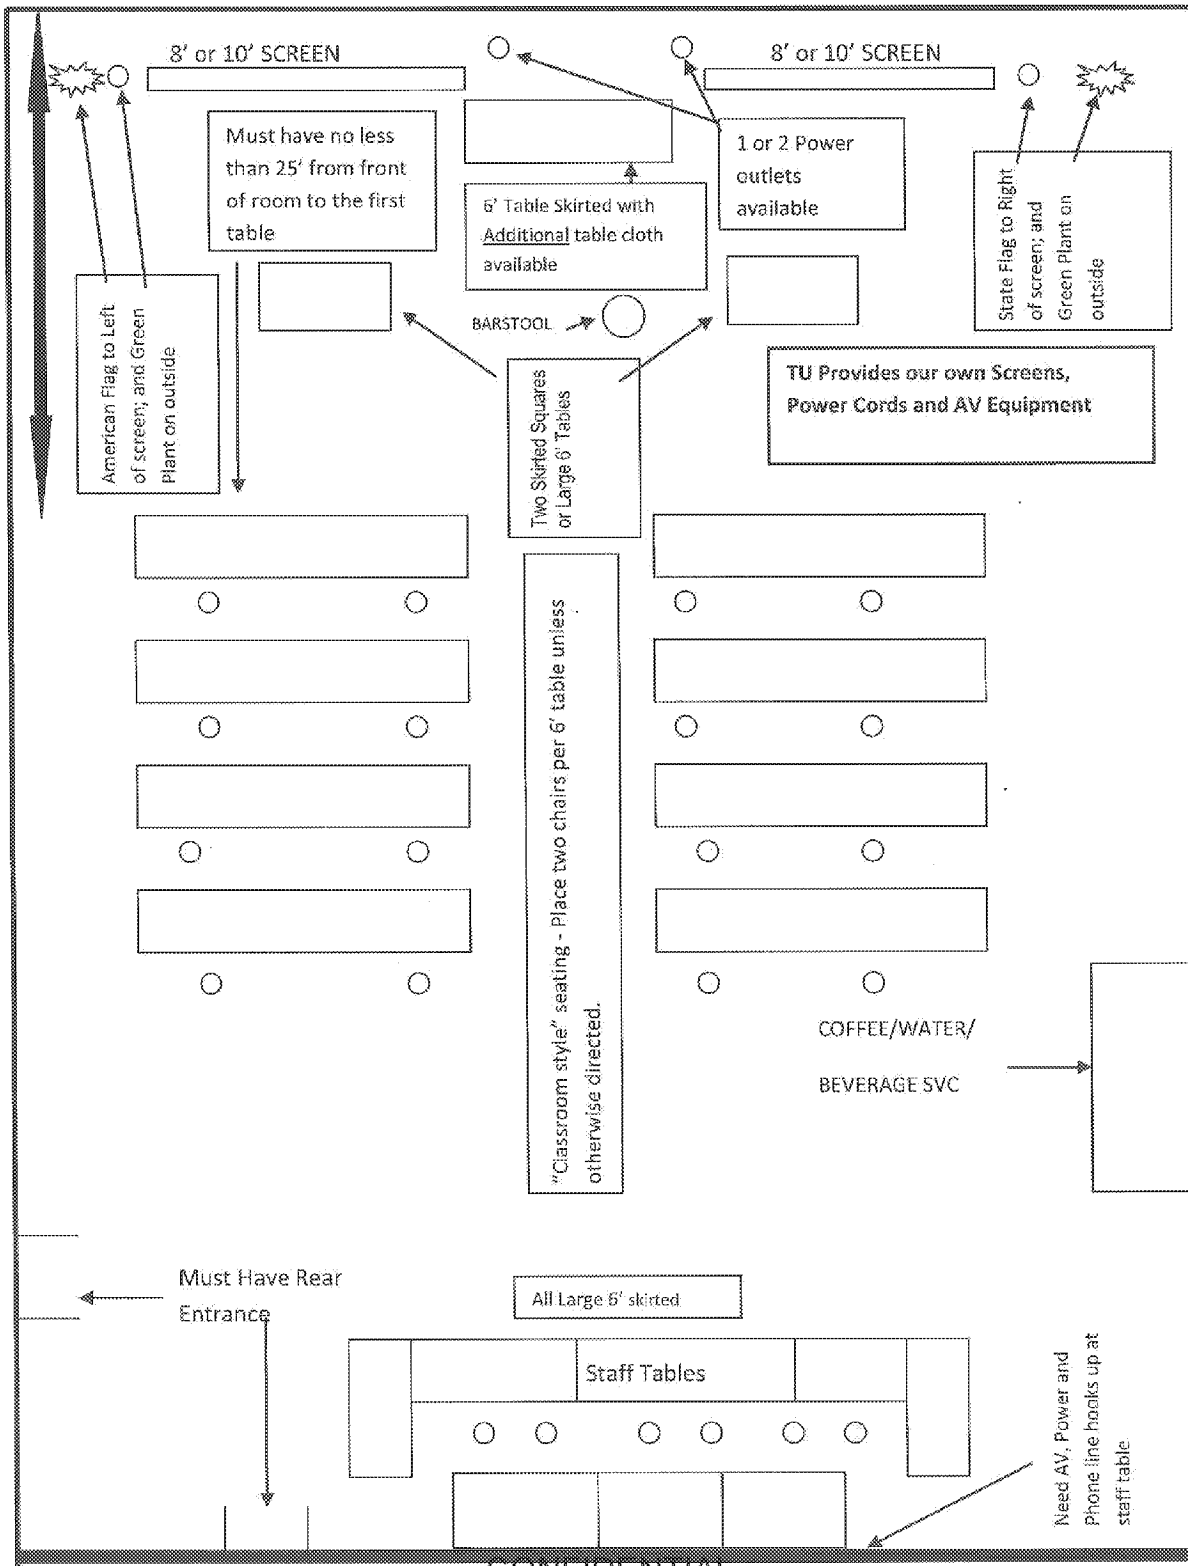 8' or 10' SCREEN
8' or 10' SCREEN
Must have no less
than 25' from front
of room to the first
table
1 or 2 Power
outlets
available
6' Table Skirted with
Additional table cloth
available
State Flag to Right
of screen; and
Green Plant on
outside
American Flag to Left
of screen; and Green
Plant on outside
BARSTOOL
Two Skirted Squares
or Large 6' Tables
TU Provides our own Screens,
Power Cords and AV Equipment
"Classroom style" seating - Place two chairs per 6' table unless
otherwise directed.
COFFEE/WATER/
BEVERAGE SVC
Must Have Rear
Entrance
All Large 6' skirted
Staff Tables
Need AV, Power and
Phone line hooks up at
staff table
CONFIDENTIAL